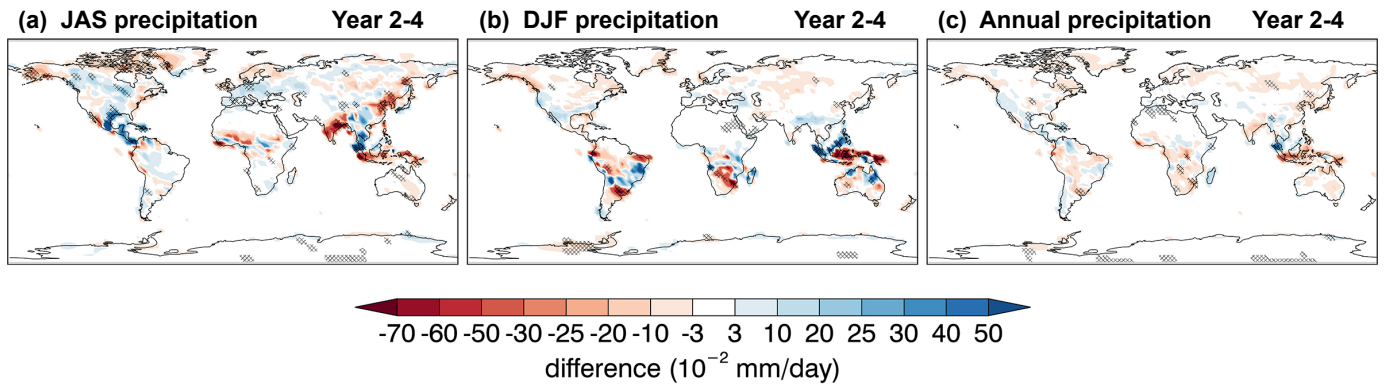 (a) JAS precipitation Year 2-4
(b) DJF precipitation Year 2-4
(c) Annual precipitation Year 2-4
-70 -60 -50 -30 -25 -20 -10 -3 3 10 20 25 30 40 50
difference (10⁻² mm/day)